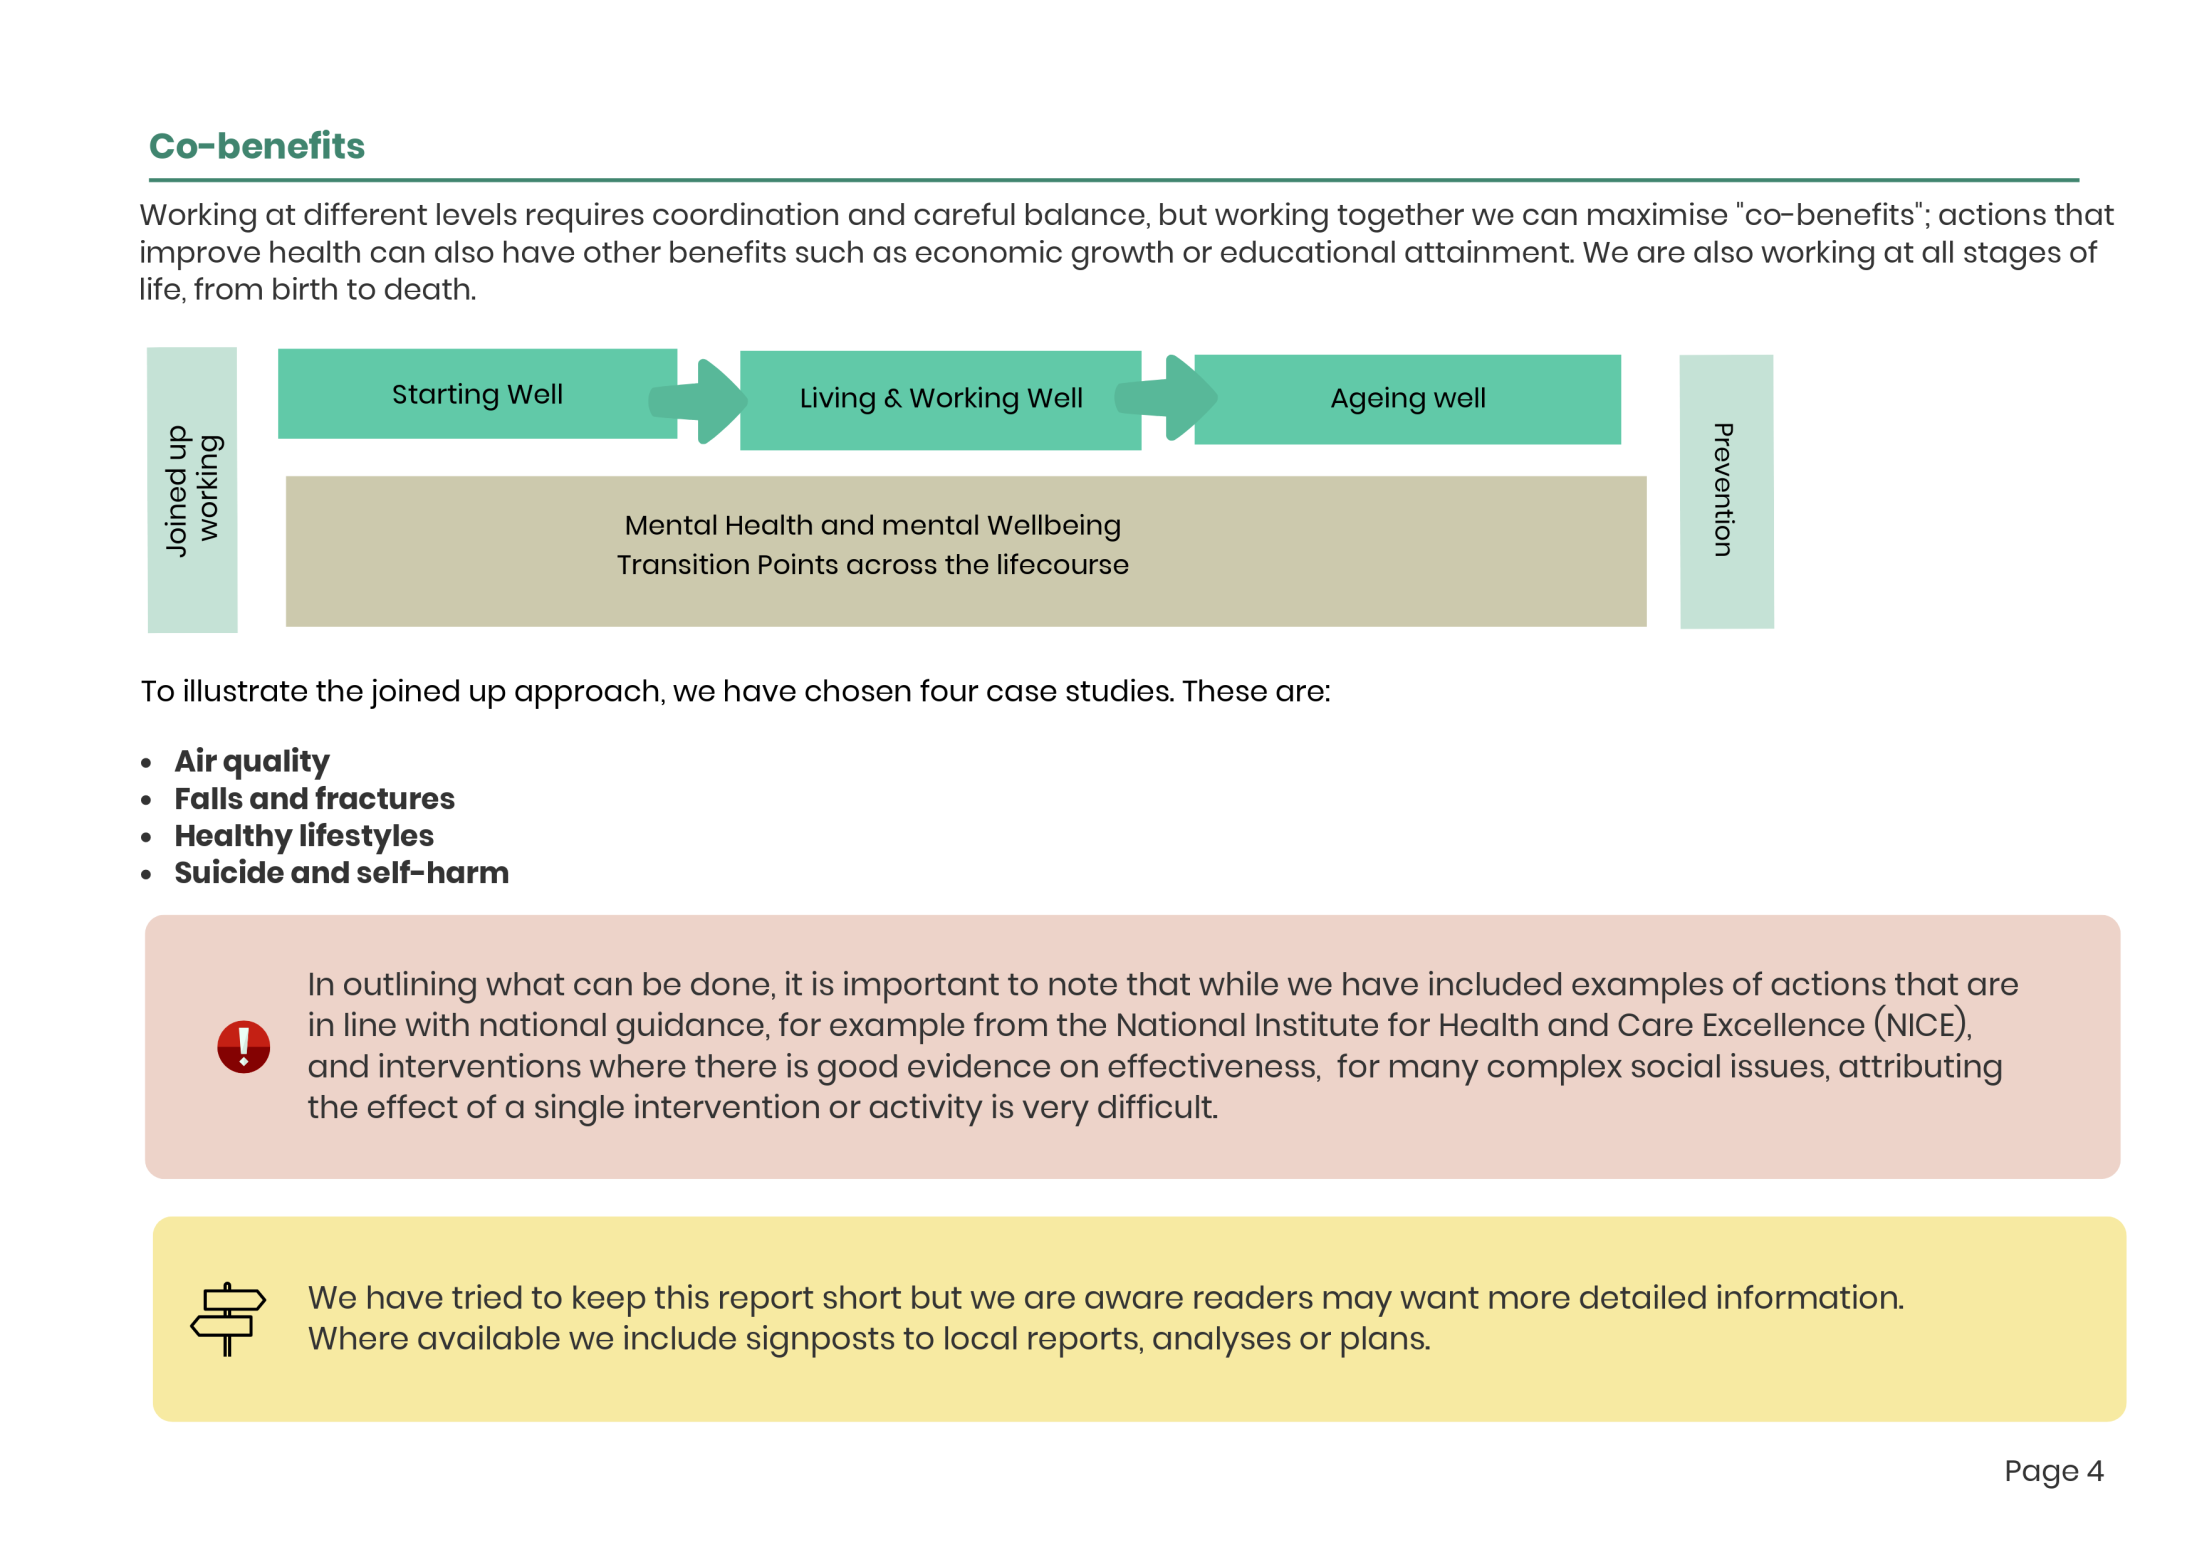 Co-benefits
Working at different levels requires coordination and careful balance, but working together we can maximise "co-benefits"; actions that
improve health can also have other benefits such as economic growth or educational attainment. We are also working at all stages of
life, from birth to death.
Joined up
working
Starting Well
Living & Working Well
Ageing well
Mental Health and mental Wellbeing
Transition Points across the lifecourse
Prevention
To illustrate the joined up approach, we have chosen four case studies. These are:
• Air quality
• Falls and fractures
• Healthy lifestyles
• Suicide and self-harm
In outlining what can be done, it is important to note that while we have included examples of actions that are
in line with national guidance, for example from the National Institute for Health and Care Excellence (NICE),
and interventions where there is good evidence on effectiveness,  for many complex social issues, attributing
the effect of a single intervention or activity is very difficult.
We have tried to keep this report short but we are aware readers may want more detailed information.
Where available we include signposts to local reports, analyses or plans.
Page 4